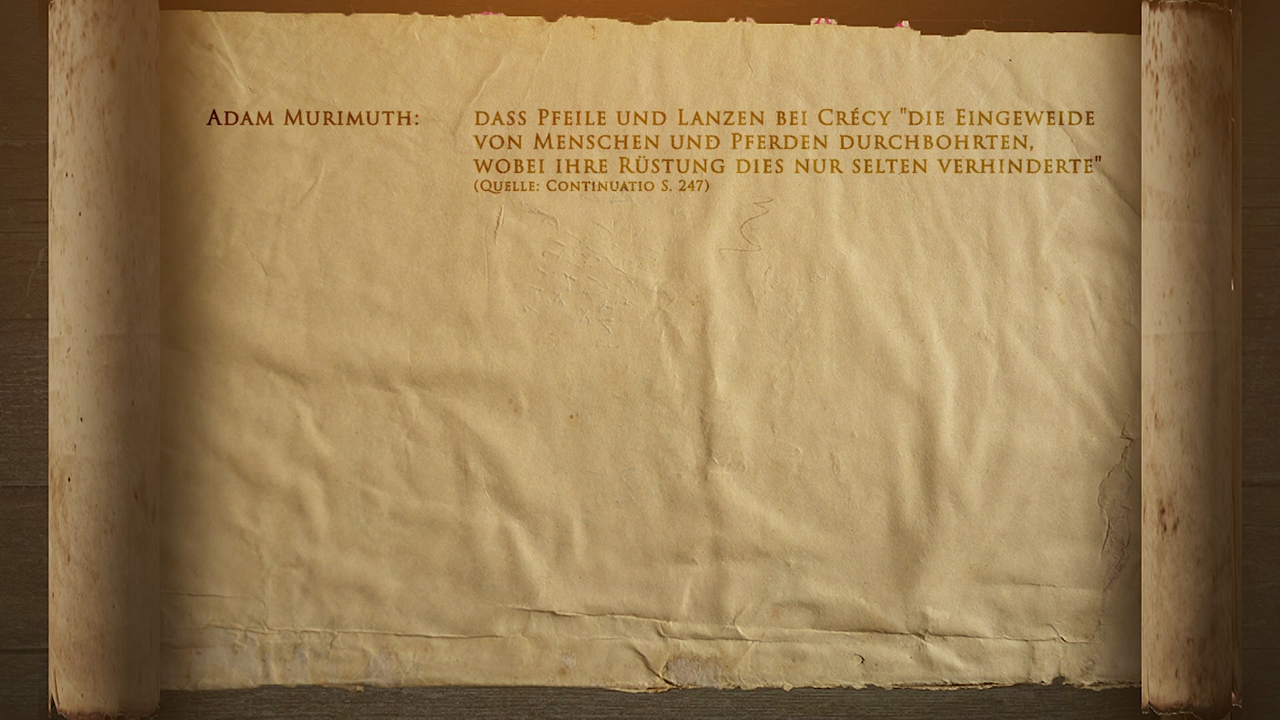 Adam Murimuth: dass Pfeile und Lanzen bei Crécy "die Eingeweide
von Menschen und Pferden durchbohrten,
wobei ihre Rüstung dies nur selten verhinderte"
(Quelle: Continuatio S. 247)